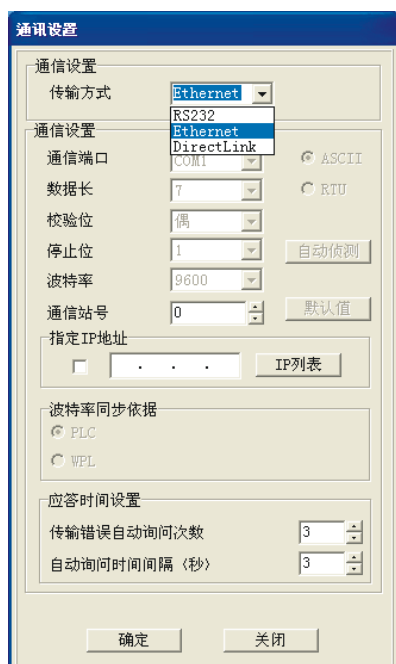 通讯设置
通信设置
传输方式 Ethernet
RS232
Ethernet
DirectLink
通信设置
通信端口 COM1 ASCII
数据长 7 RTU
校验位 偶
停止位 1 自动侦测
波特率 9600
通信站号 0 默认值
指定IP地址
. . . IP列表
波特率同步依据
PLC
WPL
应答时间设置
传输错误自动询问次数 3
自动询问时间间隔（秒） 3
确定 关闭